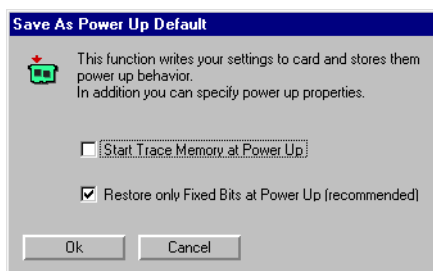 Save As Power Up Default
This function writes your settings to card and stores them
power up behavior.
In addition you can specify power up properties.
Start Trace Memory at Power Up
Restore only Fixed Bits at Power Up (recommended)
Ok Cancel